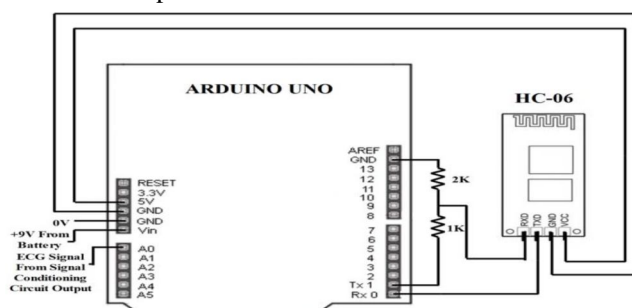 ARDUINO UNO
HC-06
RESET
3.3V
5V
GND
GND
Vin
0V
+9V From
Battery
ECG Signal
From Signal
Conditioning
Circuit Output
A0
A1
A2
A3
A4
A5
AREF
GND
13
12
11
10
9
8
7
6
5
4
3
2
Tx 1
Rx 0
2K
1K
RXD
TXD
GND
VCC